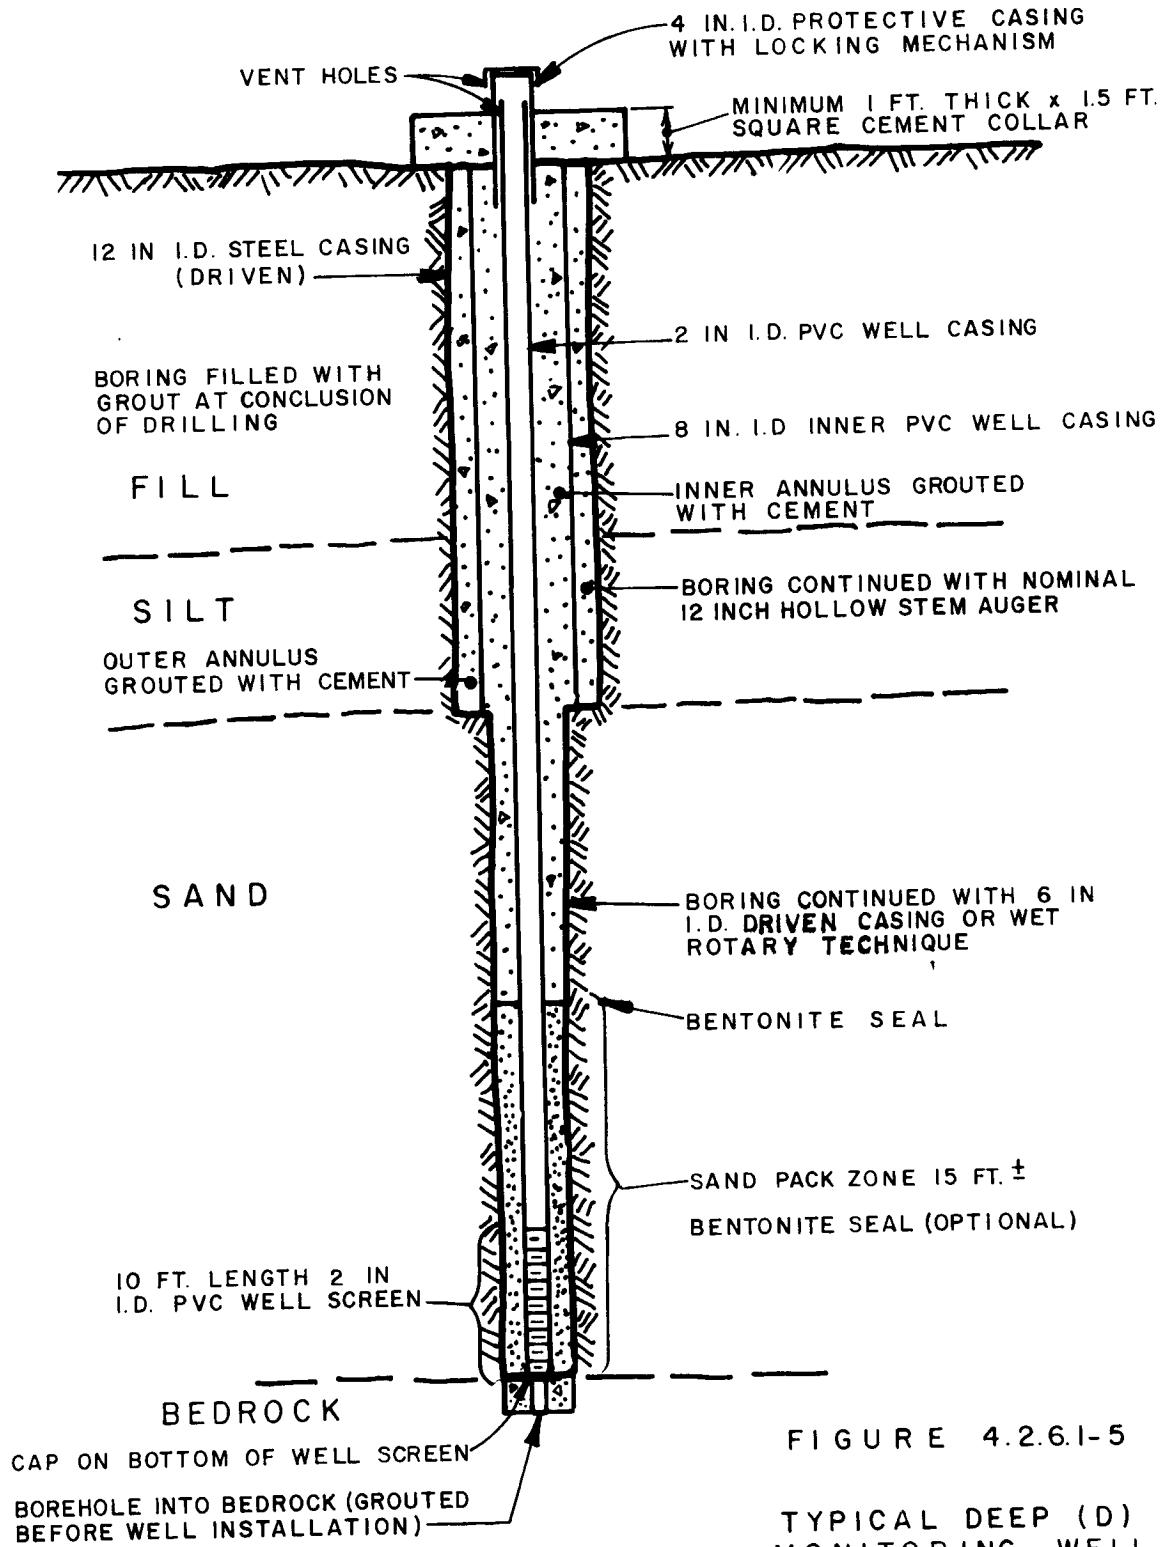 4 IN. I.D. PROTECTIVE CASING
WITH LOCKING MECHANISM
VENT HOLES
MINIMUM 1 FT. THICK x 1.5 FT.
SQUARE CEMENT COLLAR
12 IN I.D. STEEL CASING
(DRIVEN)
2 IN I.D. PVC WELL CASING
BORING FILLED WITH
GROUT AT CONCLUSION
OF DRILLING
8 IN. I.D INNER PVC WELL CASING
FILL
INNER ANNULUS GROUTED
WITH CEMENT
SILT
BORING CONTINUED WITH NOMINAL
12 INCH HOLLOW STEM AUGER
OUTER ANNULUS
GROUTED WITH CEMENT
SAND
BORING CONTINUED WITH 6 IN
I.D. DRIVEN CASING OR WET
ROTARY TECHNIQUE
BENTONITE SEAL
SAND PACK ZONE 15 FT. ±
BENTONITE SEAL (OPTIONAL)
10 FT. LENGTH 2 IN
I.D. PVC WELL SCREEN
BEDROCK
CAP ON BOTTOM OF WELL SCREEN
BOREHOLE INTO BEDROCK (GROUTED
BEFORE WELL INSTALLATION)
FIGURE 4.2.6.1-5
TYPICAL DEEP (D)
MONITORING WELL